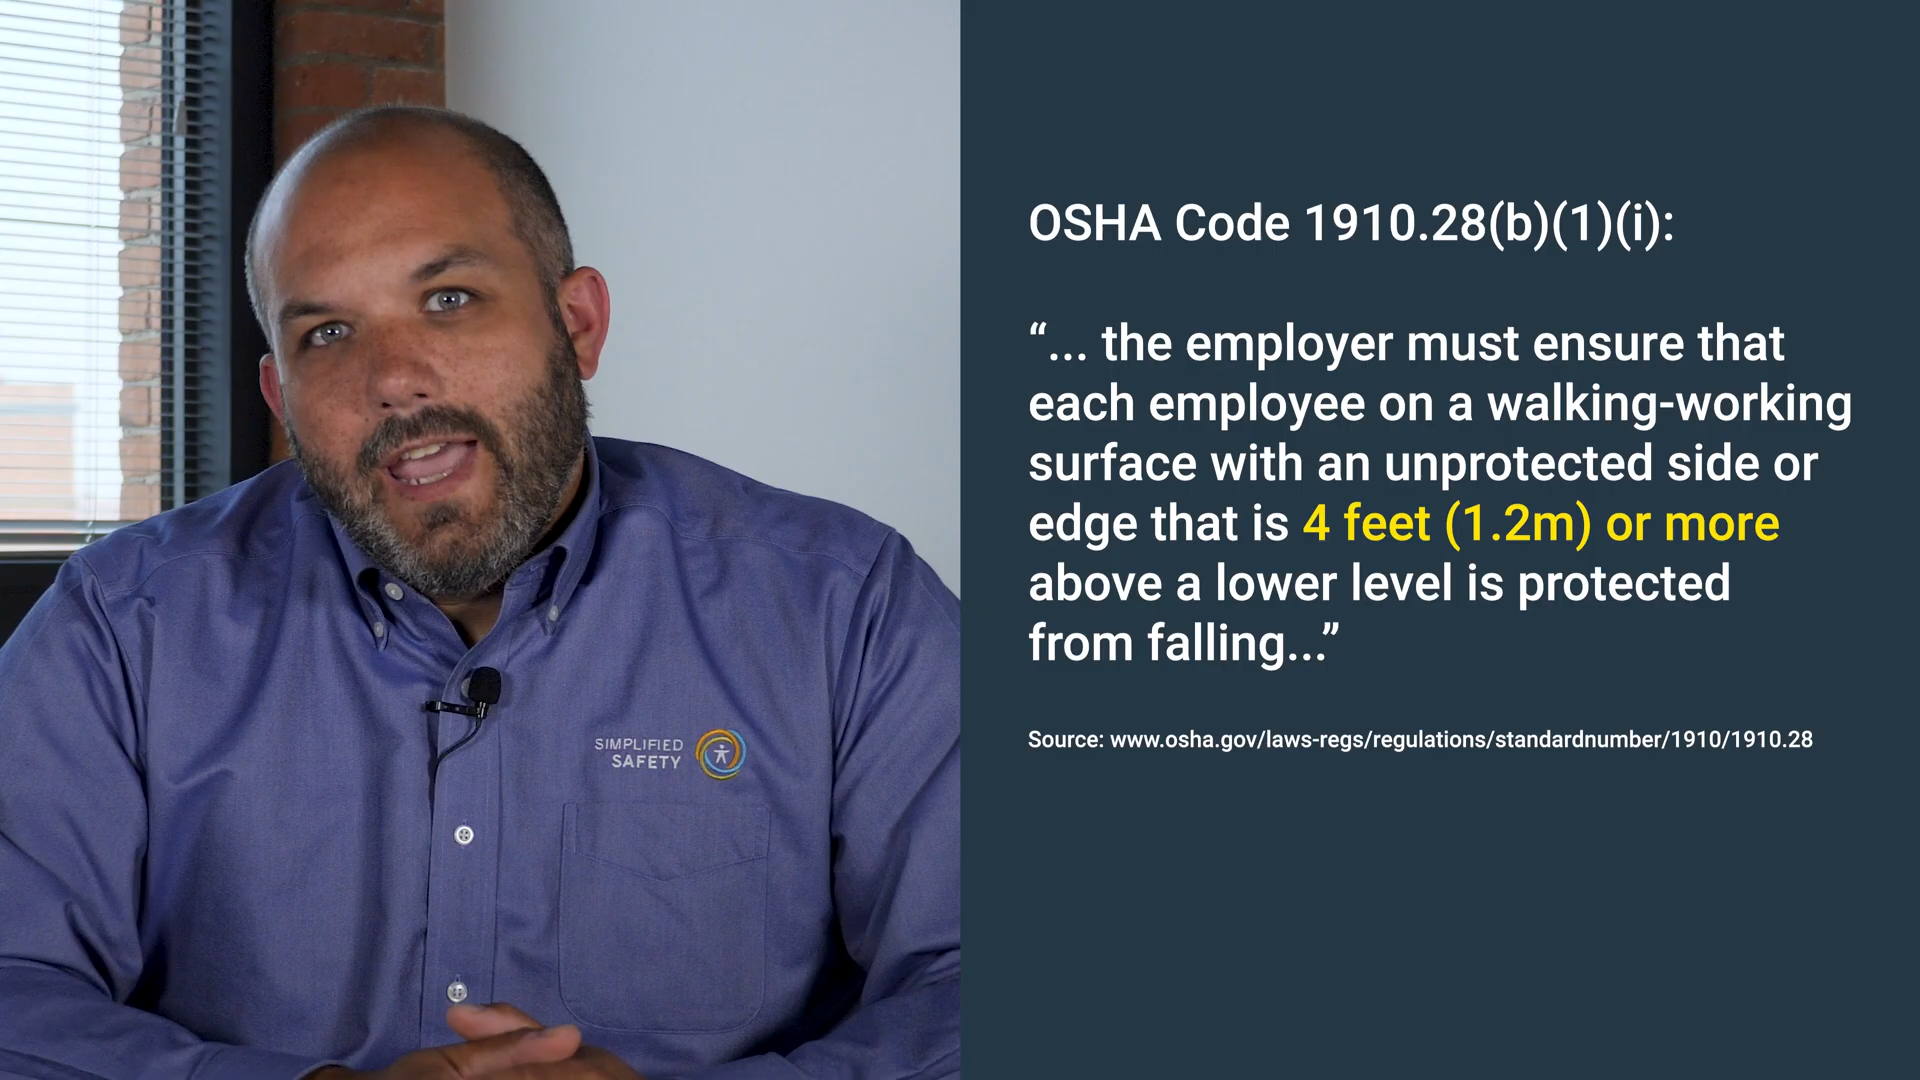 SIMPLIFIED
SAFETY
OSHA Code 1910.28(b)(1)(i):
“... the employer must ensure that
each employee on a walking-working
surface with an unprotected side or
edge that is 4 feet (1.2m) or more
above a lower level is protected
from falling...”
Source: www.osha.gov/laws-regs/regulations/standardnumber/1910/1910.28